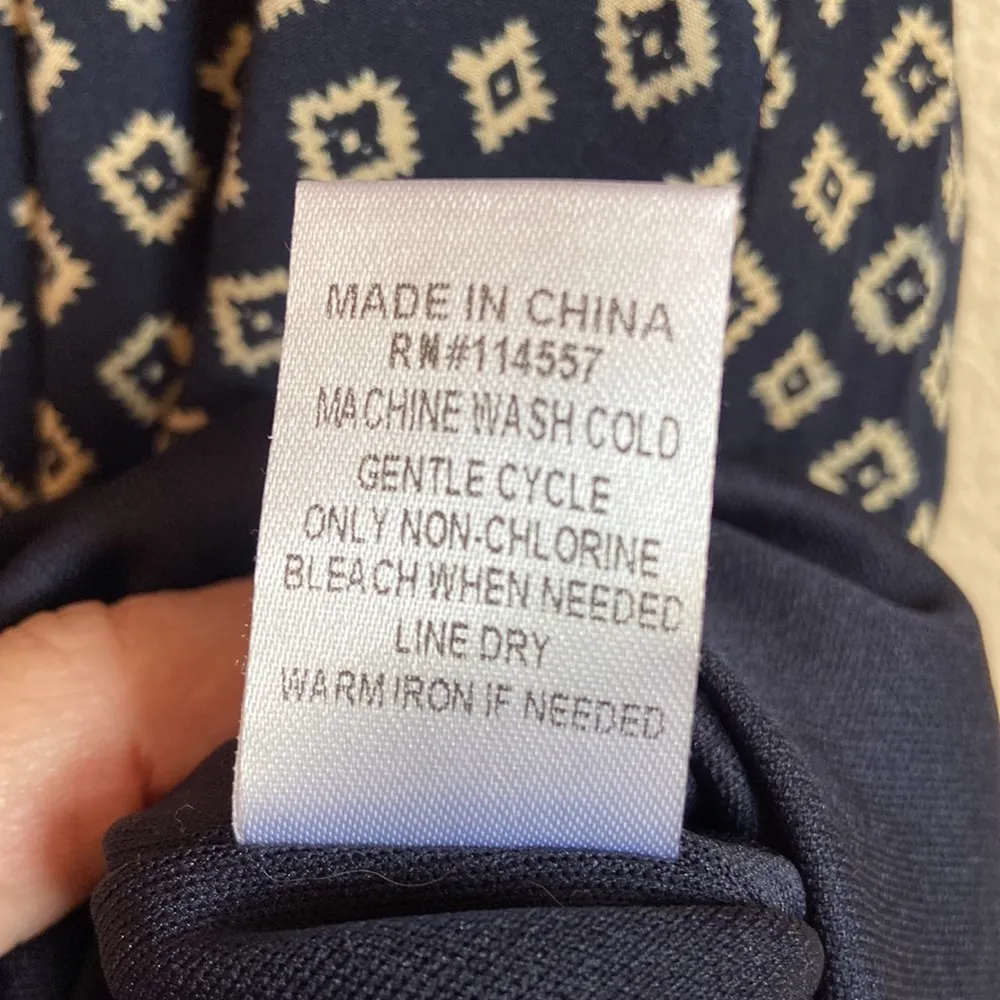 MADE IN CHINA
RN#114557
MACHINE WASH COLD
GENTLE CYCLE
ONLY NON-CHLORINE
BLEACH WHEN NEEDED
LINE DRY
WARM IRON IF NEEDED